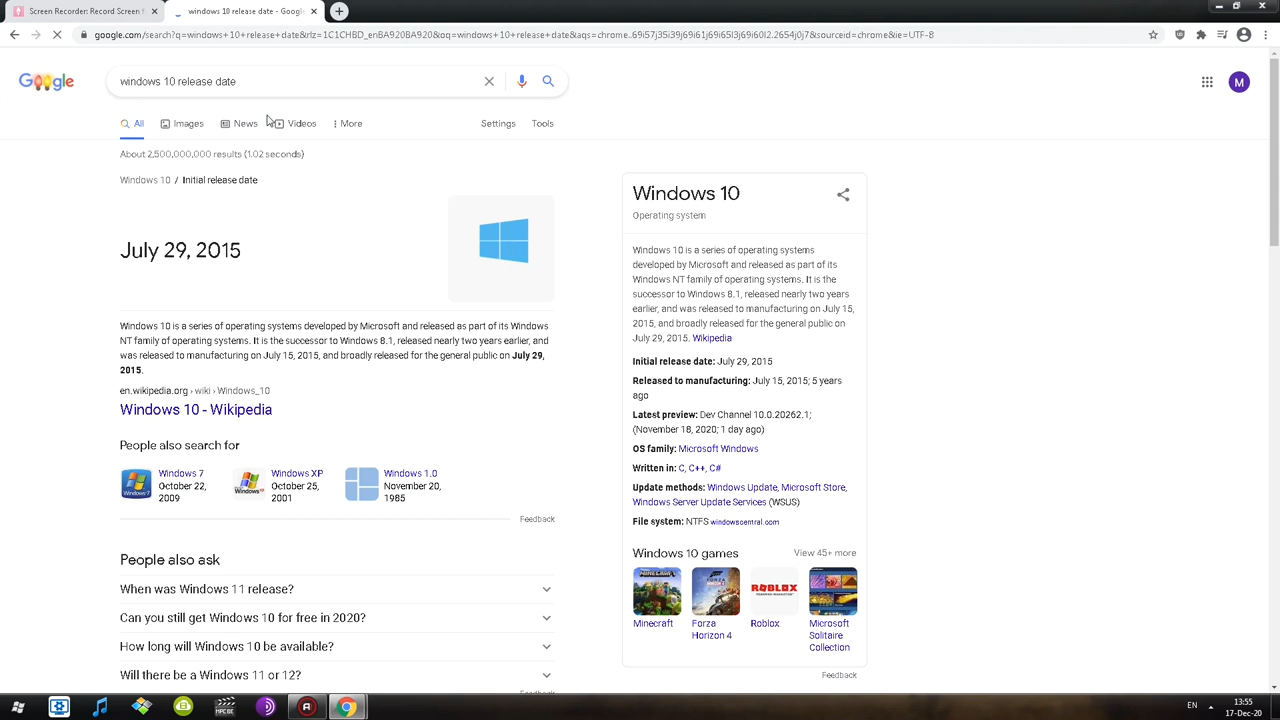 Screen Recorder: Record Screen f
windows 10 release date - Googl
google.com/search?q=windows+10+release+date&rlz=1C1CHBD_enBA920BA920&oq=windows+10+release+date&aqs=chrome..69i57j35i39j69i61j69i65l3j69i60l2.2654j0j7&sourceid=chrome&ie=UTF-8
Google
windows 10 release date
M
All
Images
News
Videos
More
Settings
Tools
About 2,500,000,000 results (1.02 seconds)
Windows 10 / Initial release date
July 29, 2015
Windows 10 is a series of operating systems developed by Microsoft and released as part of its Windows
NT family of operating systems. It is the successor to Windows 8.1, released nearly two years earlier, and
was released to manufacturing on July 15, 2015, and broadly released for the general public on July 29,
2015.
en.wikipedia.org › wiki › Windows_10
Windows 10 - Wikipedia
People also search for
Windows 7
October 22,
2009
Windows XP
October 25,
2001
Windows 1.0
November 20,
1985
Feedback
People also ask
When was Windows 11 release?
Can you still get Windows 10 for free in 2020?
How long will Windows 10 be available?
Will there be a Windows 11 or 12?
Feedback
Windows 10
Operating system
Windows 10 is a series of operating systems
developed by Microsoft and released as part of its
Windows NT family of operating systems. It is the
successor to Windows 8.1, released nearly two years
earlier, and was released to manufacturing on July 15,
2015, and broadly released for the general public on
July 29, 2015. Wikipedia
Initial release date: July 29, 2015
Released to manufacturing: July 15, 2015; 5 years
ago
Latest preview: Dev Channel 10.0.20262.1;
(November 18, 2020; 1 day ago)
OS family: Microsoft Windows
Written in: C, C++, C#
Update methods: Windows Update, Microsoft Store,
Windows Server Update Services (WSUS)
File system: NTFS windowscentral.com
Windows 10 games
View 45+ more
MINECRAFT
ROBLOX
Minecraft
Forza
Horizon 4
Roblox
Microsoft
Solitaire
Collection
Feedback
EN
13:55
17-Dec-20